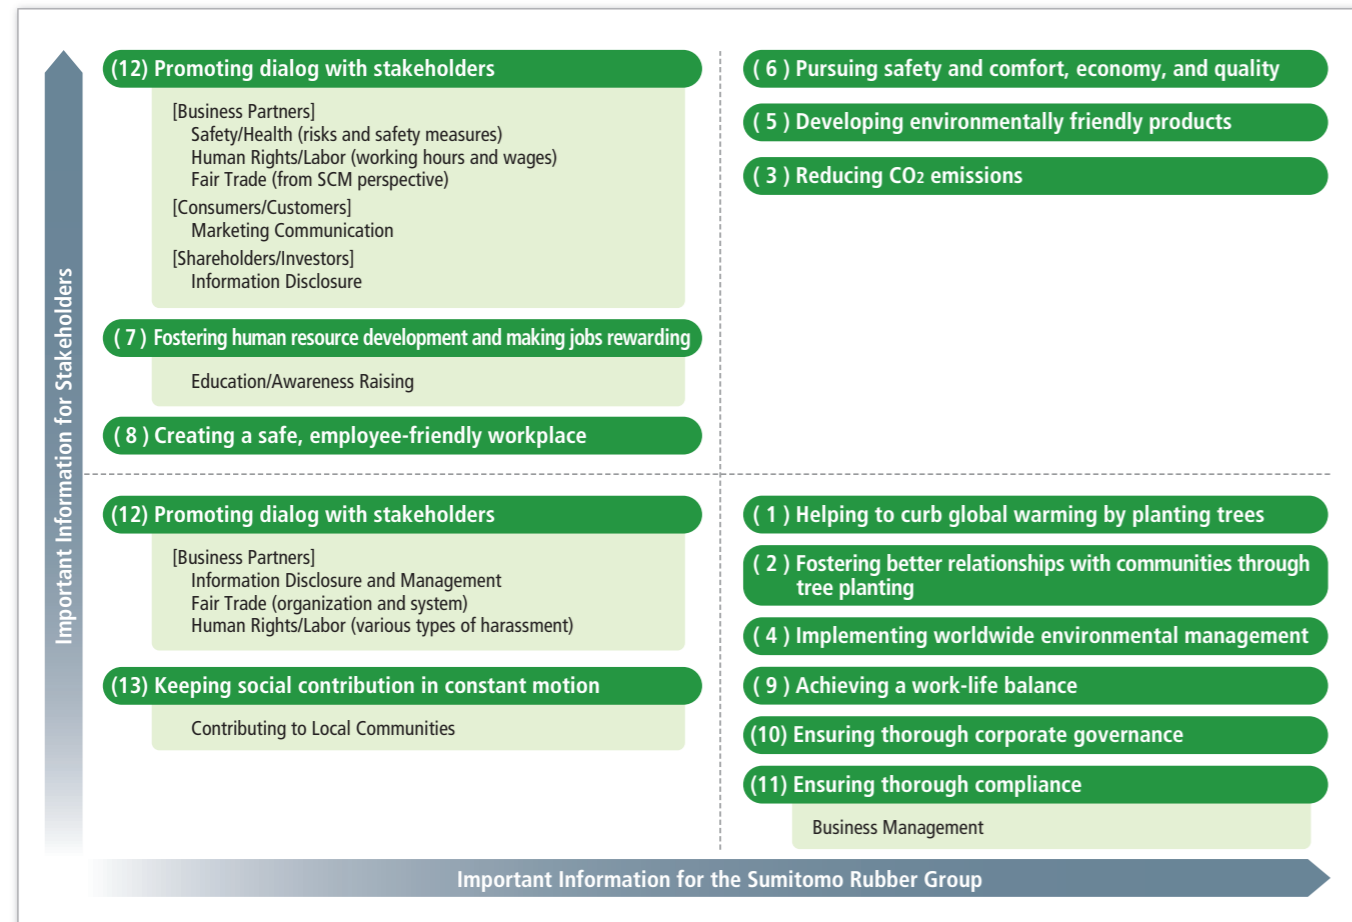 Important Information for Stakeholders
(12) Promoting dialog with stakeholders
[Business Partners]
Safety/Health (risks and safety measures)
Human Rights/Labor (working hours and wages)
Fair Trade (from SCM perspective)
[Consumers/Customers]
Marketing Communication
[Shareholders/Investors]
Information Disclosure
( 7 ) Fostering human resource development and making jobs rewarding
Education/Awareness Raising
( 8 ) Creating a safe, employee-friendly workplace
( 6 ) Pursuing safety and comfort, economy, and quality
( 5 ) Developing environmentally friendly products
( 3 ) Reducing CO2 emissions
(12) Promoting dialog with stakeholders
[Business Partners]
Information Disclosure and Management
Fair Trade (organization and system)
Human Rights/Labor (various types of harassment)
(13) Keeping social contribution in constant motion
Contributing to Local Communities
( 1 ) Helping to curb global warming by planting trees
( 2 ) Fostering better relationships with communities through
tree planting
( 4 ) Implementing worldwide environmental management
( 9 ) Achieving a work-life balance
(10) Ensuring thorough corporate governance
(11) Ensuring thorough compliance
Business Management
Important Information for the Sumitomo Rubber Group